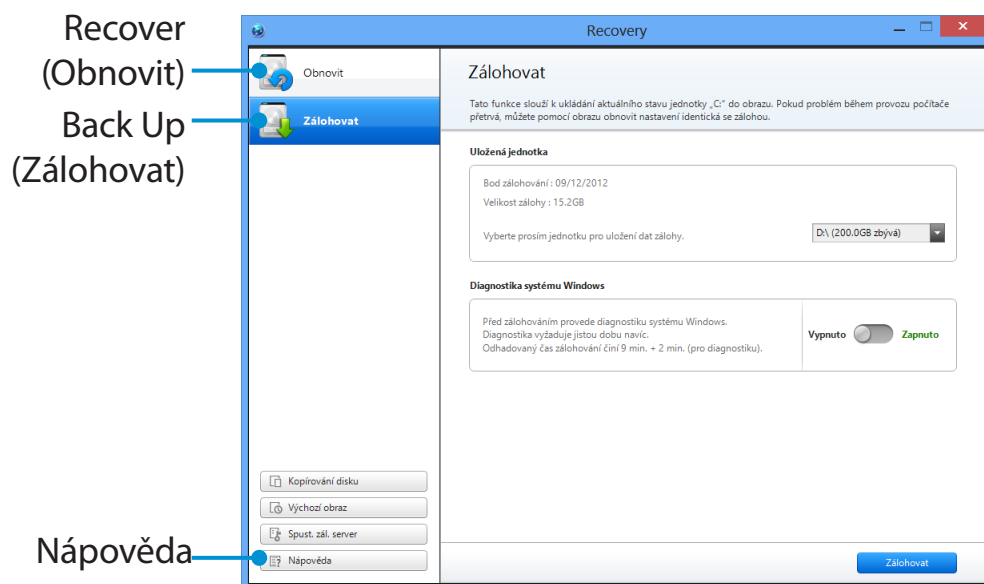 Recover
(Obnovit)
Back Up
(Zálohovat)
Nápověda
Recovery
Obnovit
Zálohovat
Kopírování disku
Výchozí obraz
Spust. zál. server
Nápověda
Zálohovat
Tato funkce slouží k ukládání aktuálního stavu jednotky „C:“ do obrazu. Pokud problém během provozu počítače
přetrvá, můžete pomocí obrazu obnovit nastavení identická se zálohou.
Uložená jednotka
Bod zálohování : 09/12/2012
Velikost zálohy : 15.2GB
Vyberte prosím jednotku pro uložení dat zálohy.
D:\ (200.0GB zbývá)
Diagnostika systému Windows
Před zálohováním provede diagnostiku systému Windows.
Diagnostika vyžaduje jistou dobu navíc.
Odhadovaný čas zálohování činí 9 min. + 2 min. (pro diagnostiku).
Vypnuto Zapnuto
Zálohovat